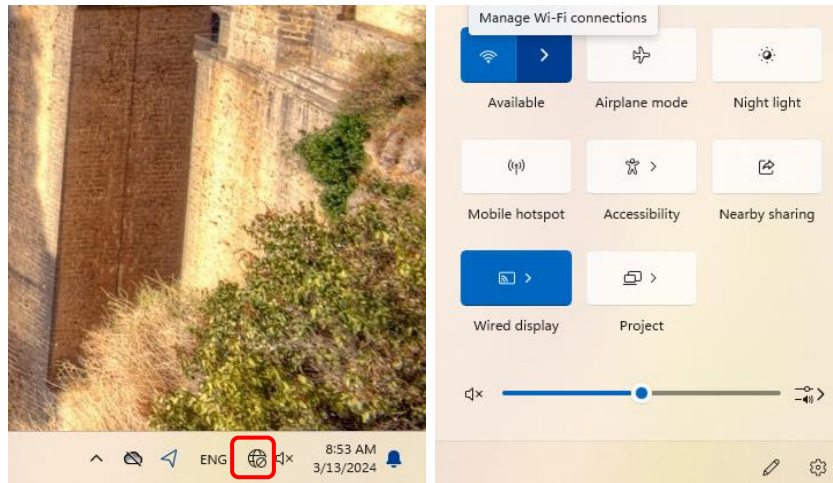 ENG
8:53 AM
3/13/2024
Manage Wi-Fi connections
Available Airplane mode Night light
Mobile hotspot Accessibility Nearby sharing
Wired display Project